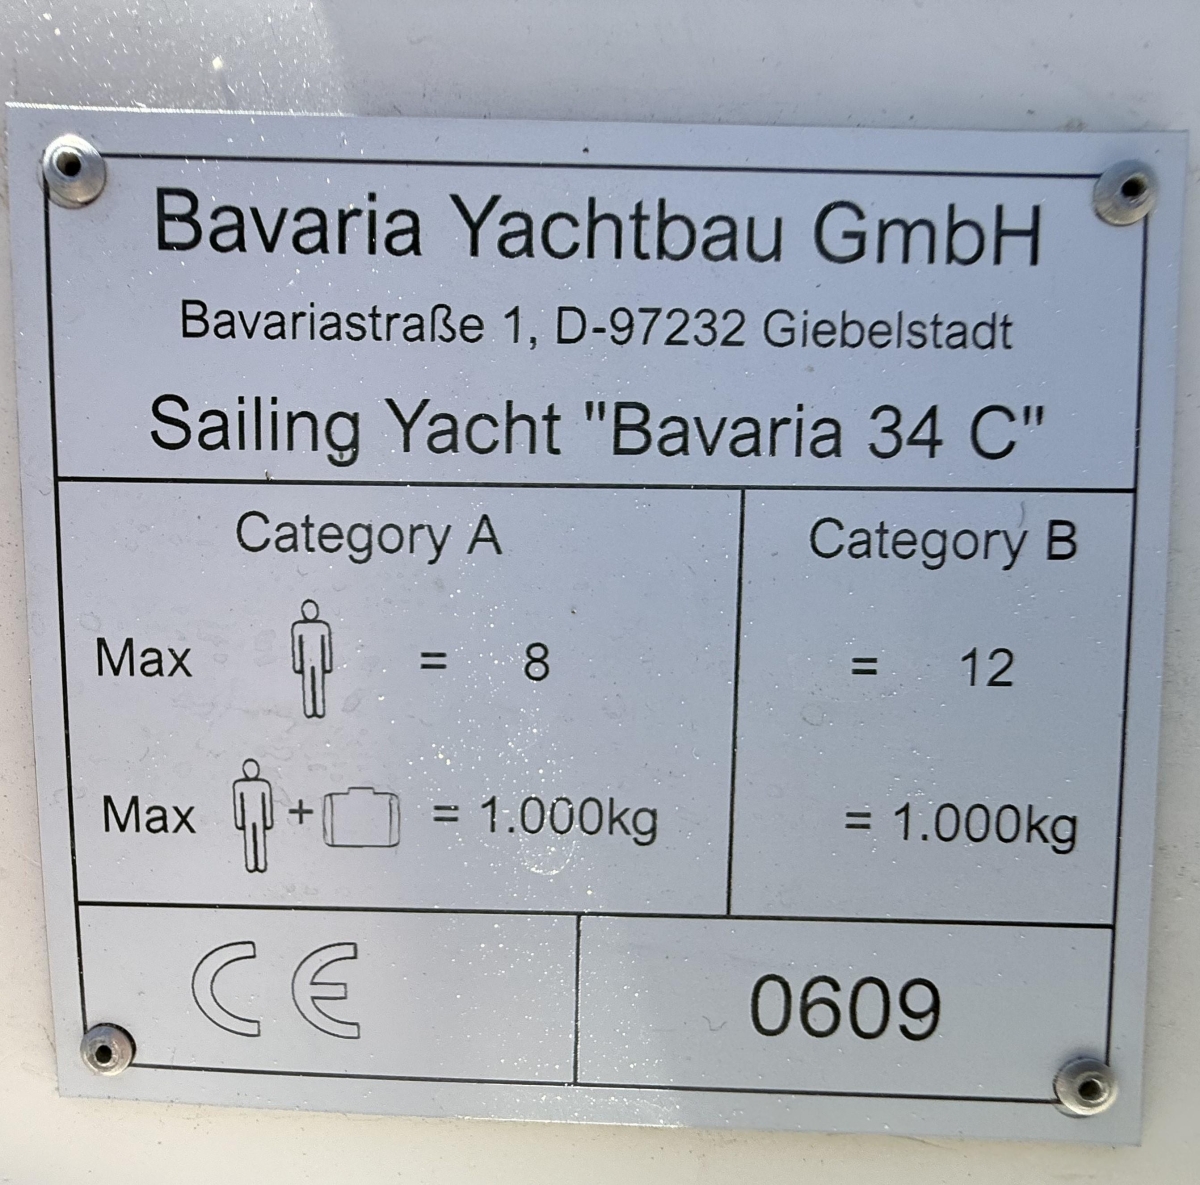 Bavaria Yachtbau GmbH
Bavariastraße 1, D-97232 Giebelstadt
Sailing Yacht "Bavaria 34 C"
Category A
Category B
Max = 8
= 12
Max + = 1.000kg
= 1.000kg
CE
0609